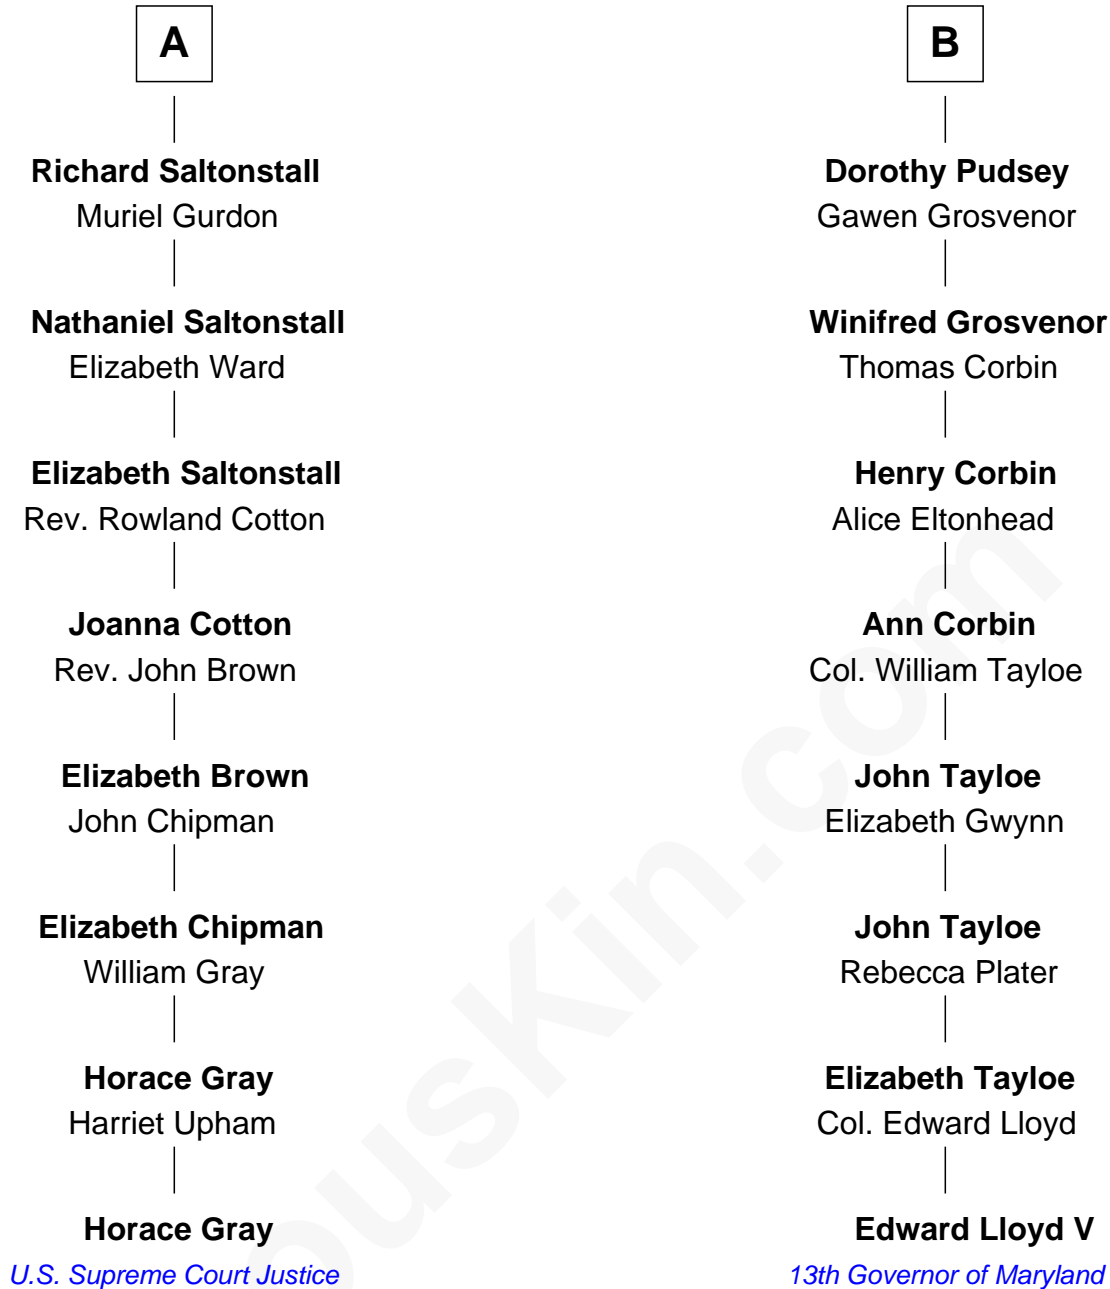 A
Richard Saltonstall
Muriel Gurdon
Nathaniel Saltonstall
Elizabeth Ward
Elizabeth Saltonstall
Rev. Rowland Cotton
Joanna Cotton
Rev. John Brown
Elizabeth Brown
John Chipman
Elizabeth Chipman
William Gray
Horace Gray
Harriet Upham
Horace Gray
U.S. Supreme Court Justice
B
Dorothy Pudsey
Gawen Grosvenor
Winifred Grosvenor
Thomas Corbin
Henry Corbin
Alice Eltonhead
Ann Corbin
Col. William Tayloe
John Tayloe
Elizabeth Gwynn
John Tayloe
Rebecca Plater
Elizabeth Tayloe
Col. Edward Lloyd
Edward Lloyd V
13th Governor of Maryland
ousKin.com